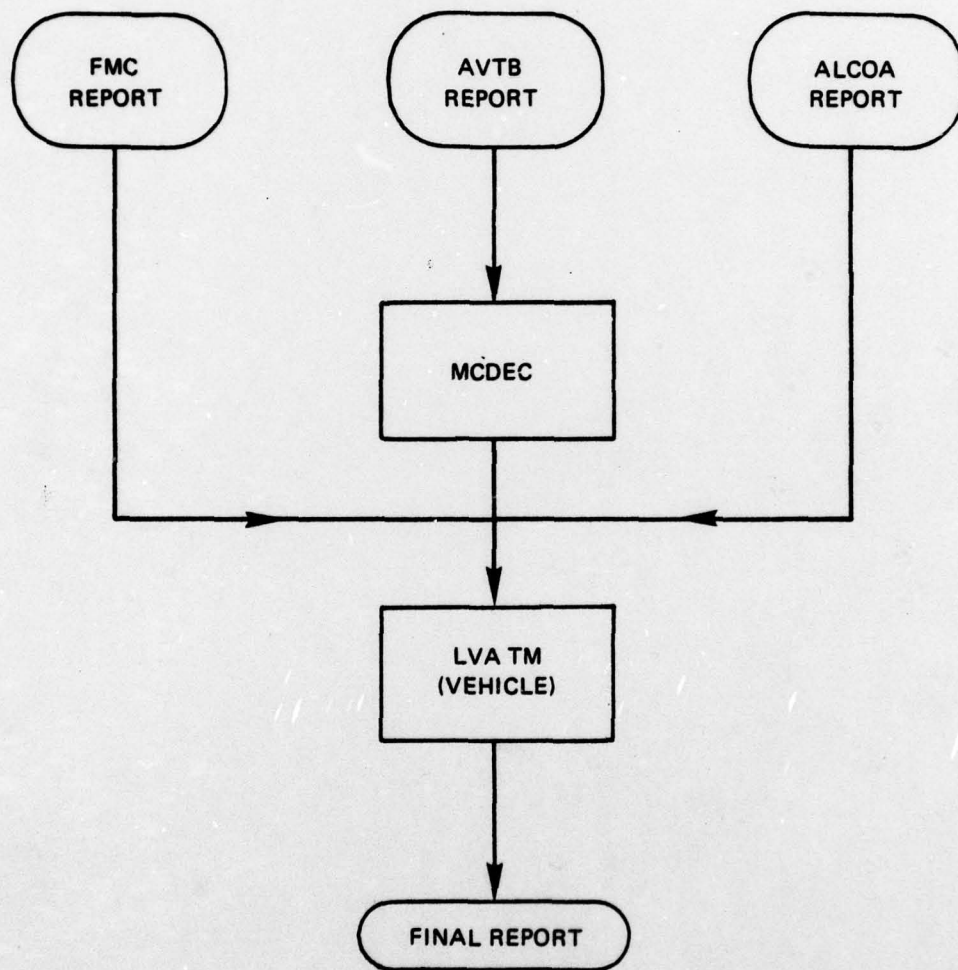 FMC
REPORT
AVTB
REPORT
ALCOA
REPORT
MCDEC
LVA TM
(VEHICLE)
FINAL REPORT